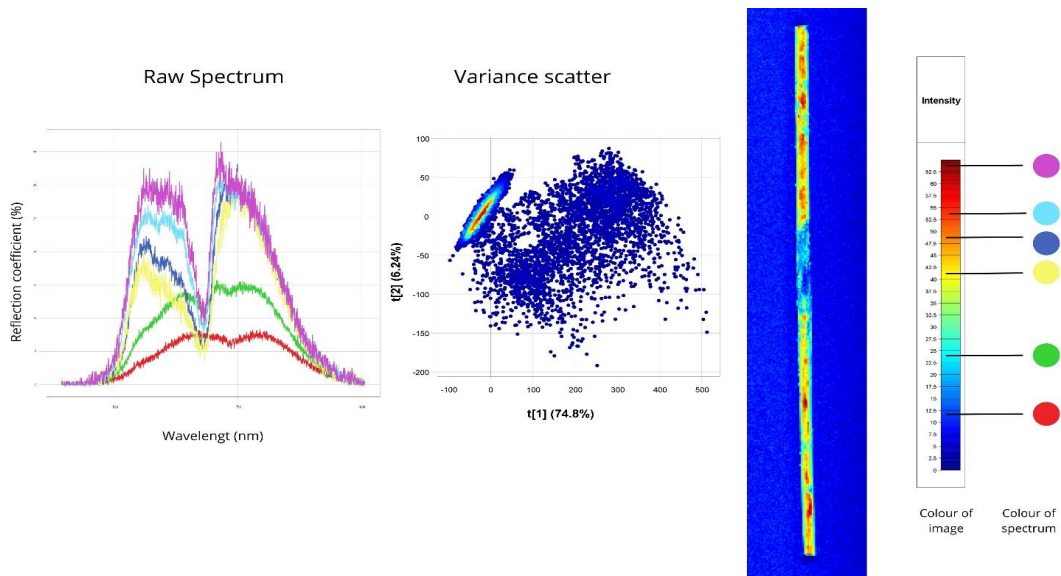 Raw Spectrum
Reflection coefficient (%)
Wavelengt (nm)
Variance scatter
t[2] (6.24%)
100
50
0
-50
-100
-150
-200
-100 0 100 200 300 400 500
t[1] (74.8%)
Intensity
62.5
60
57.5
55
52.5
50
47.5
45
42.5
40
37.5
35
32.5
30
27.5
25
22.5
20
17.5
15
12.5
10
7.5
5
2.5
0
Colour of
image
Colour of
spectrum